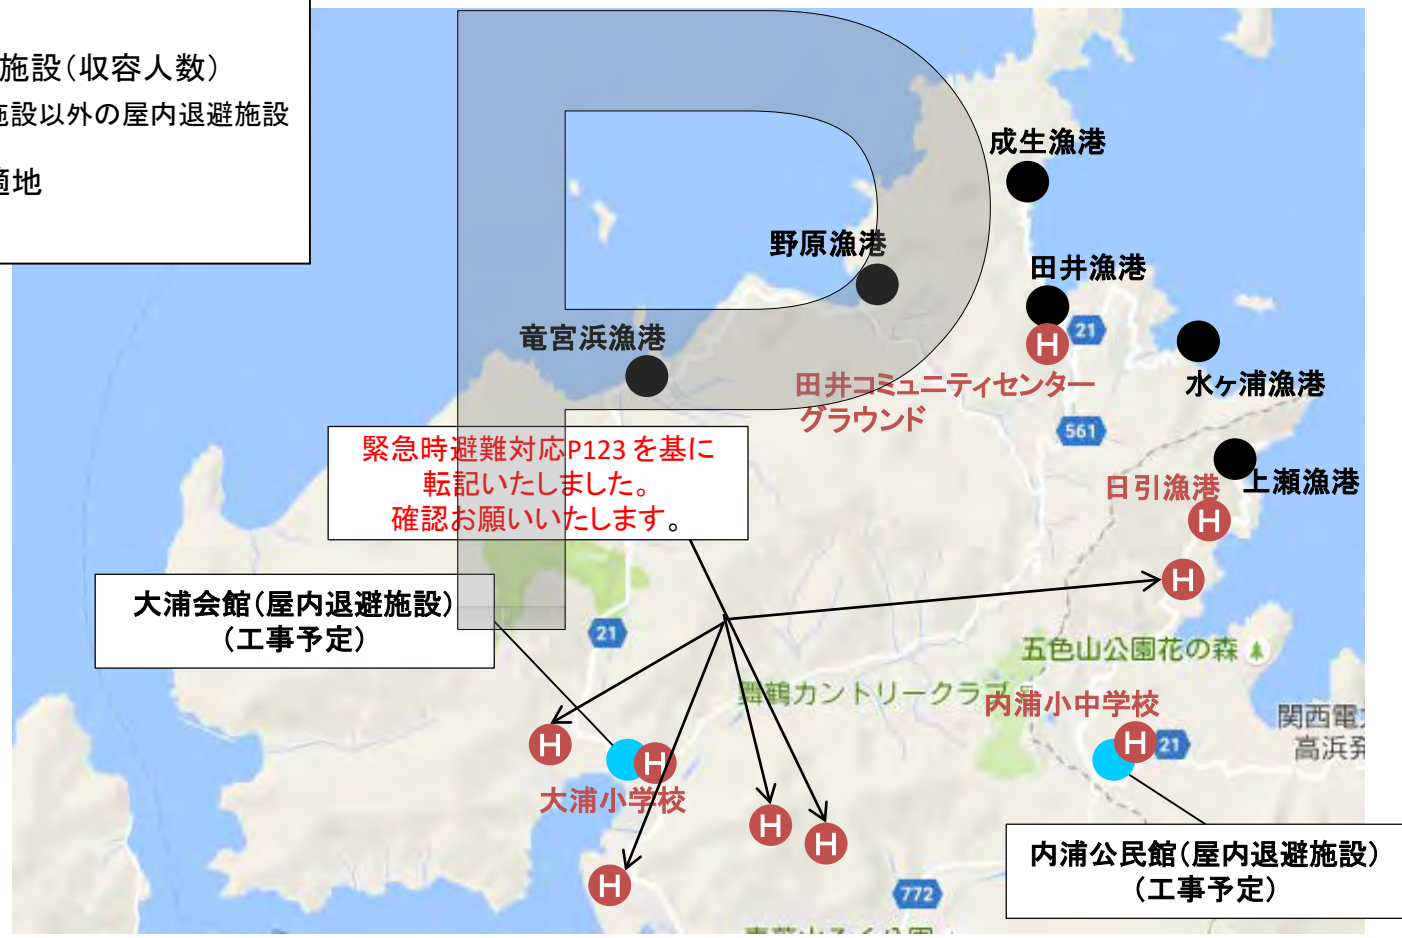 施設（収容人数）
施設以外の屋内退避施設
適地
P
成生漁港
野原漁港
田井漁港
竜宮浜漁港
H
21
田井コミュニティセンター
グラウンド
水ヶ浦漁港
561
緊急時避難対応P123を基に
転記いたしました。
確認お願いいたします。
日引漁港
上瀬漁港
H
H
大浦会館（屋内退避施設）
（工事予定）
21
五色山公園花の森
舞鶴カントリークラブ
内浦小中学校
関西電
高浜発
H
H
H
21
大浦小学校
H
H
H
内浦公民館（屋内退避施設）
（工事予定）
772